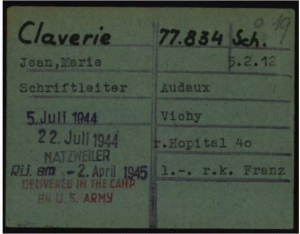 Claverie 77.834 Sch.
Jean,Marie 5.2.12
Schriftleiter Audaux
5. Juli 1944 Vichy
22. Juli 1944 r.Hopital 40
NATZWEILER
RÜ. am - 2. April 1945 l.-. r.k. Franz
DELIVERED IN THE CAMP
BY U.S. ARMY